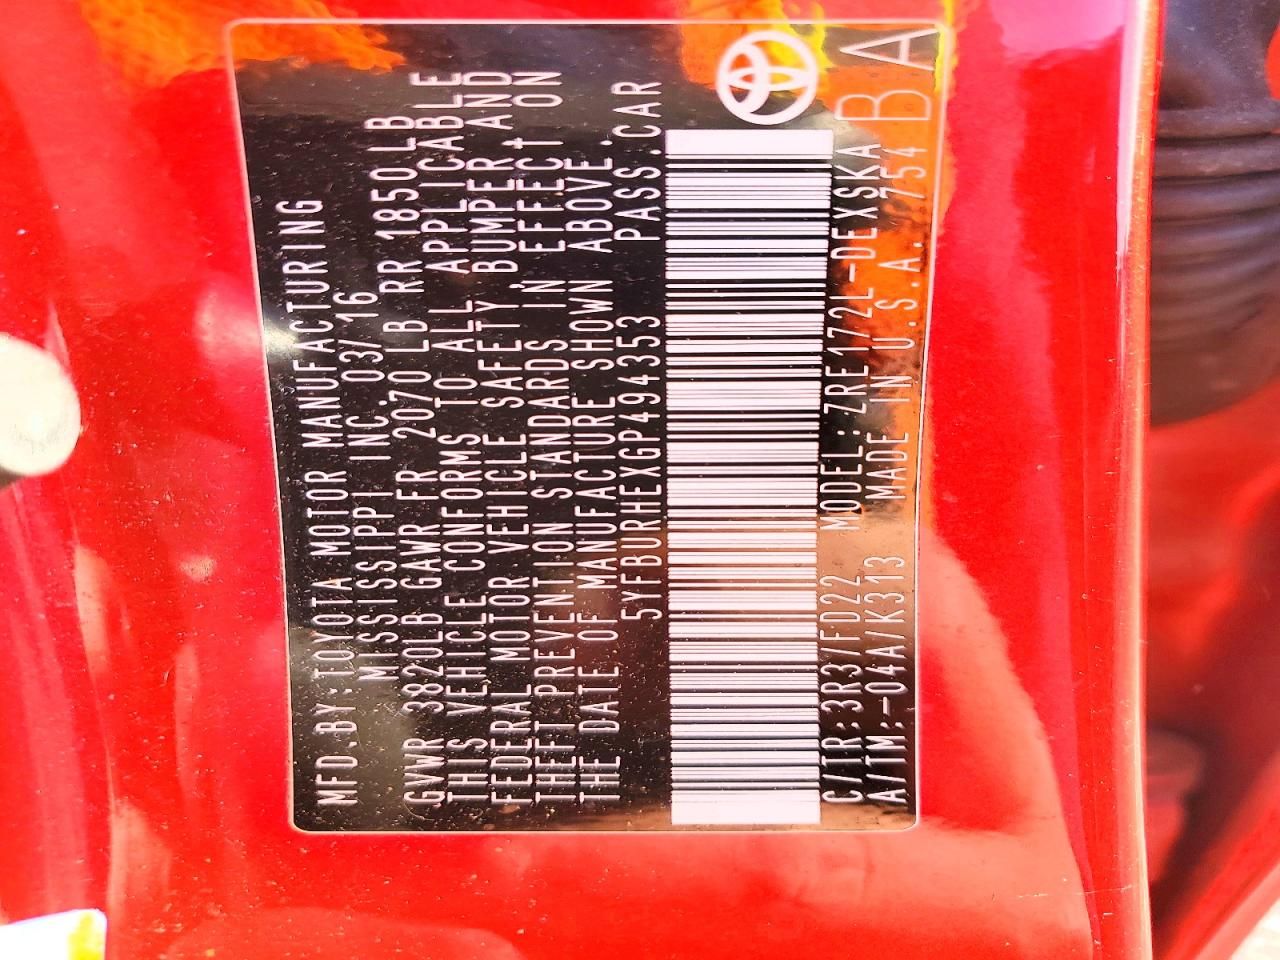 MFD.BY:TOYOTA MOTOR MANUFACTURING
MISSISSIPPI INC. 03/16
GVWR 3820LB GAWR FR 2070 LB RR 1850 LB
THIS VEHICLE CONFORMS TO ALL APPLICABLE
FEDERAL MOTOR VEHICLE SAFETY, BUMPER AND
THEFT PREVENTION STANDARDS IN EFFECT ON
THE DATE OF MANUFACTURE SHOWN ABOVE.
5YFBURHEXGP494353 PASS.CAR
C/TR:3R3/FD22 MODEL:ZRE172L-DEXSKA BA
A/TM:-04A/K313 MADE IN U.S.A. 754